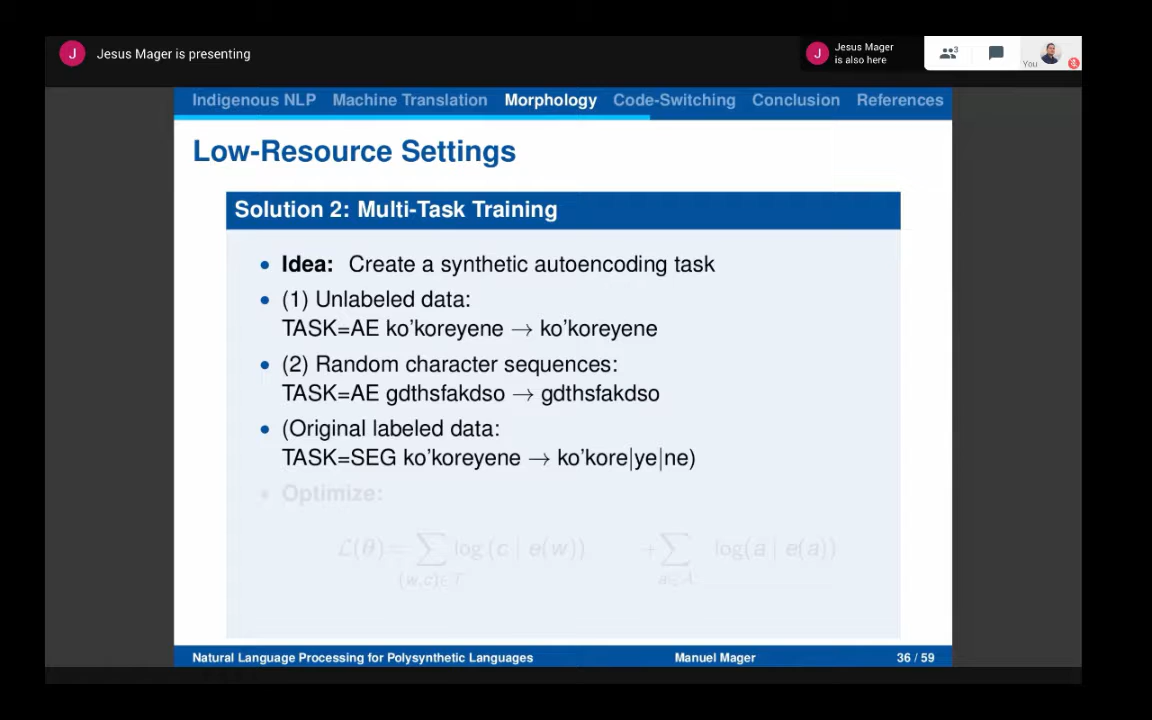 J Jesus Mager is presenting
J Jesus Mager is also here
3
You
Indigenous NLP Machine Translation Morphology Code-Switching Conclusion References
Low-Resource Settings
Solution 2: Multi-Task Training
• Idea: Create a synthetic autoencoding task
• (1) Unlabeled data:
TASK=AE ko’koreyene → ko’koreyene
• (2) Random character sequences:
TASK=AE gdthsfakdso → gdthsfakdso
• (Original labeled data:
TASK=SEG ko’koreyene → ko’kore|ye|ne)
• Optimize:
L(θ) = ∑ log (c | e(w)) + ∑ log(a | e(a))
(w,c)∈T a∈A
Natural Language Processing for Polysynthetic Languages Manuel Mager 36 / 59